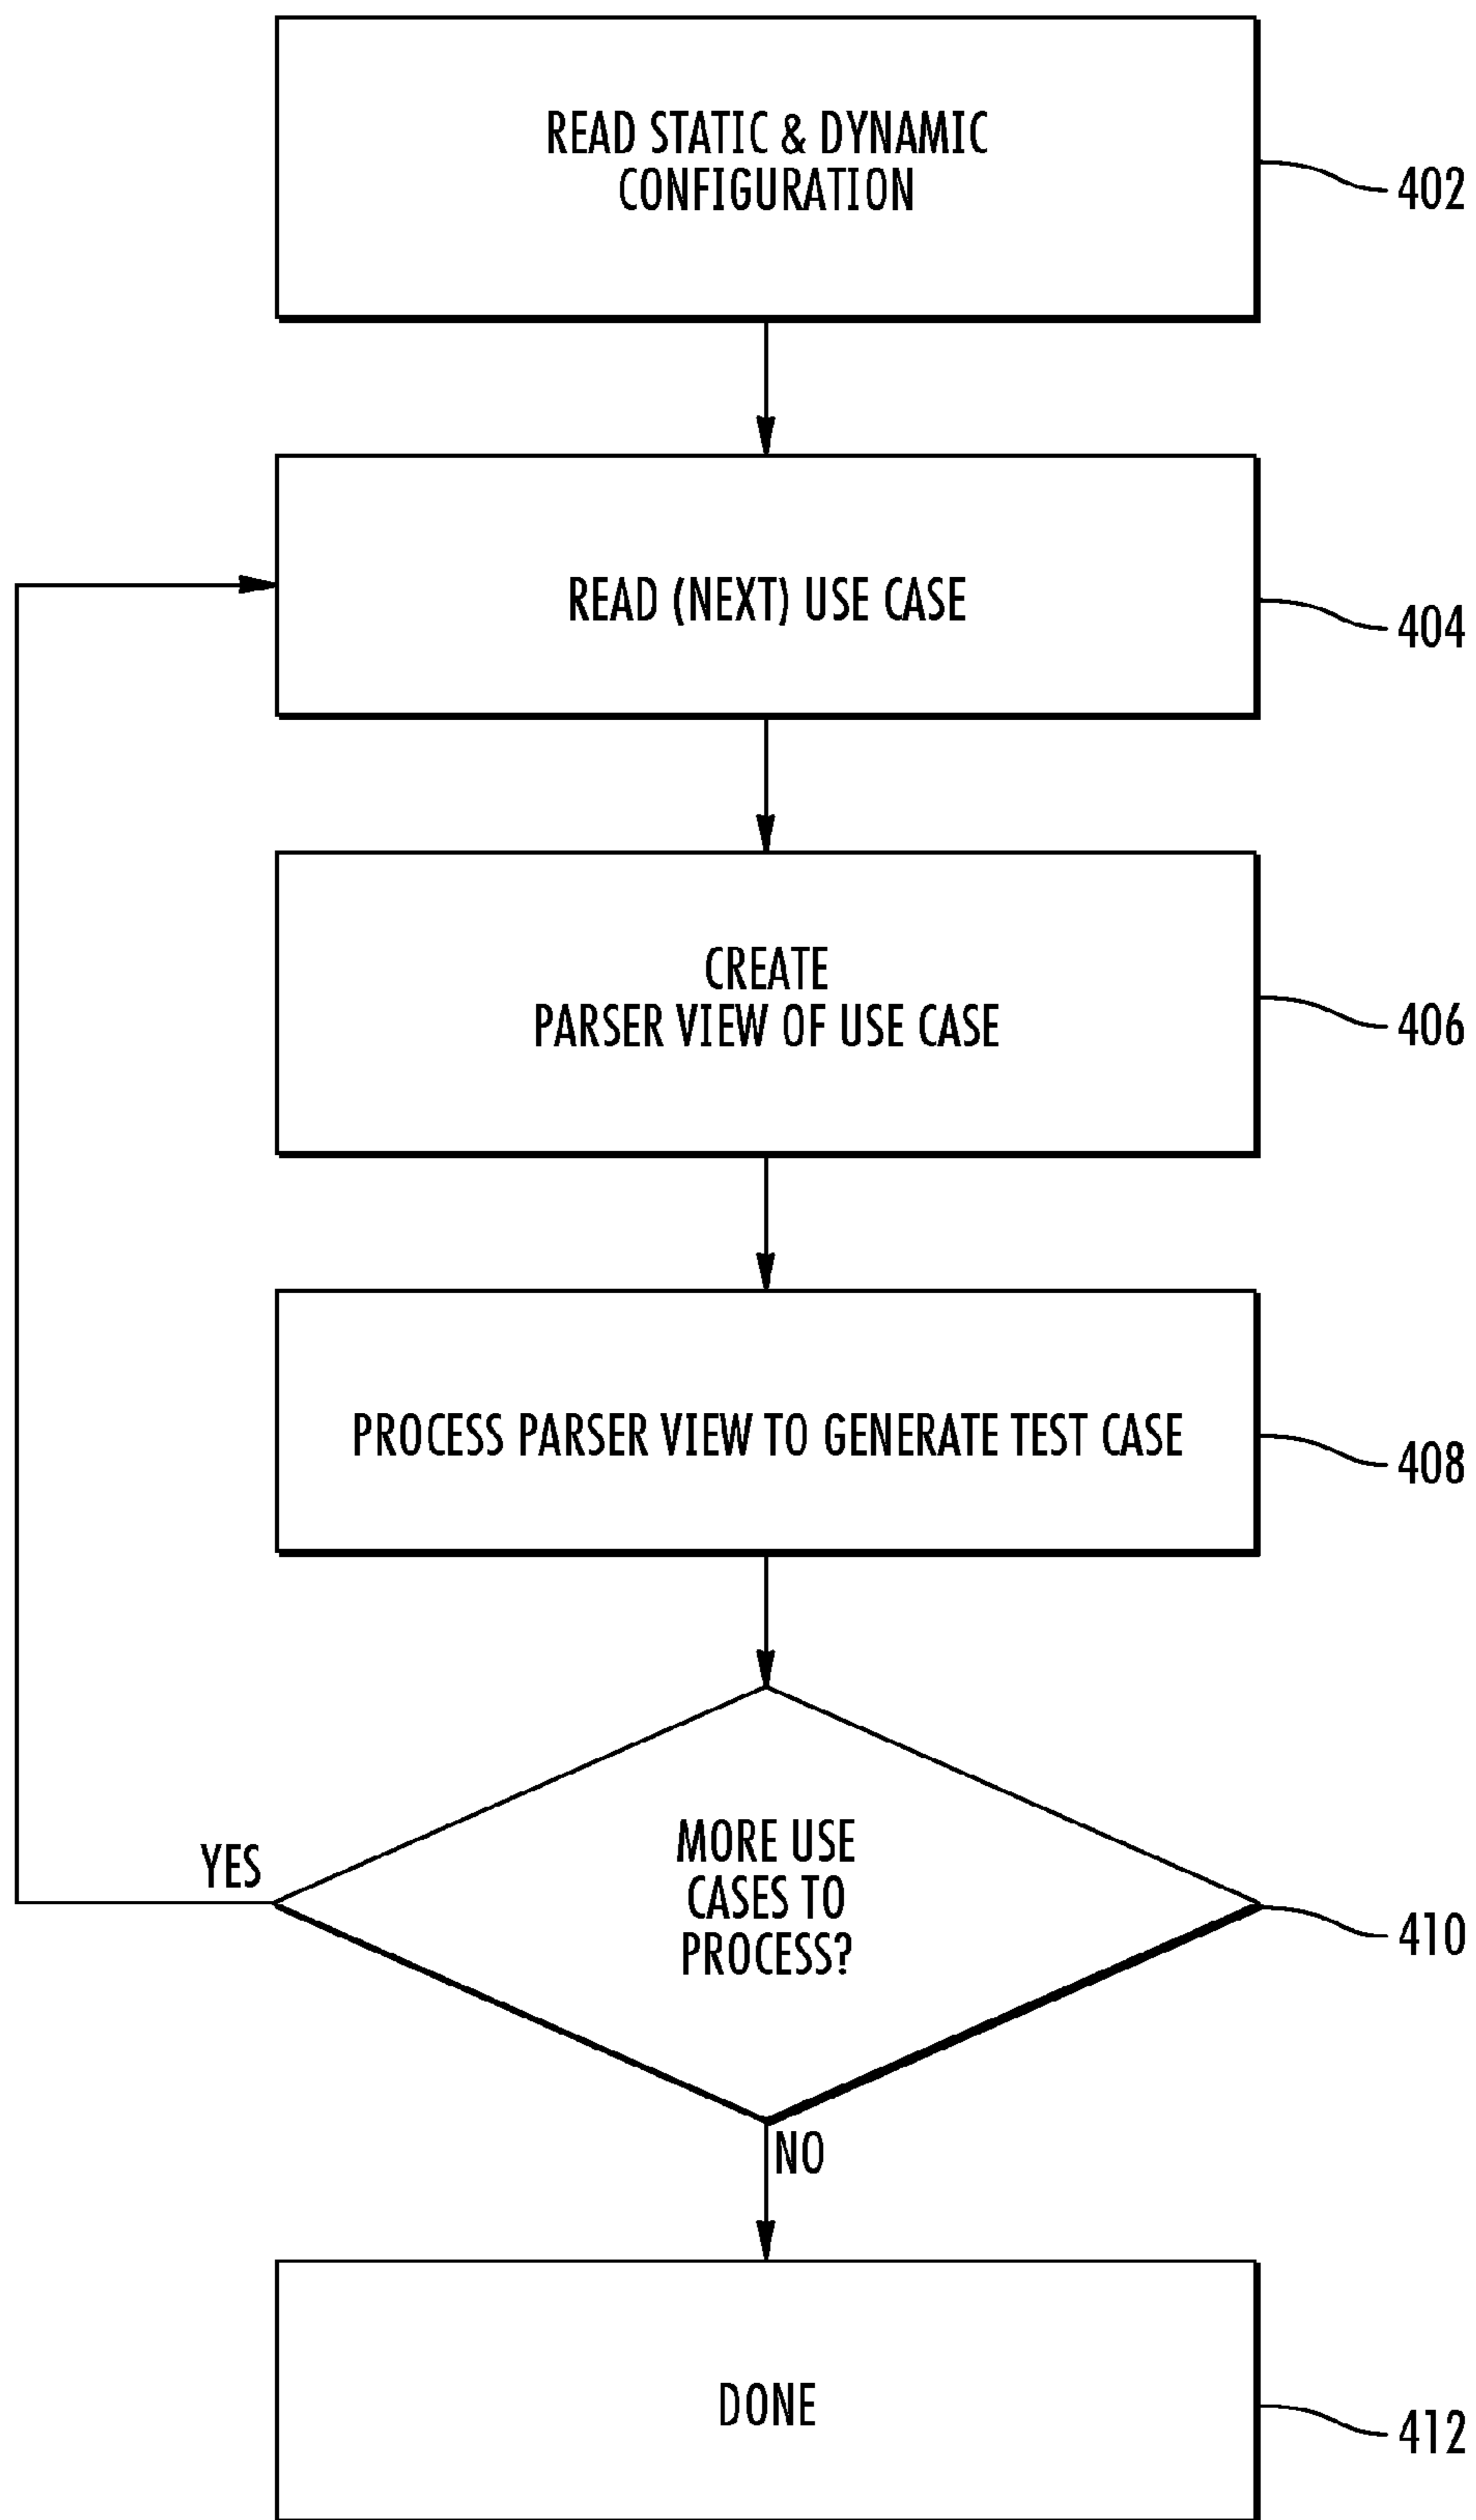 READ STATIC & DYNAMIC
CONFIGURATION
402
READ (NEXT) USE CASE
404
CREATE
PARSER VIEW OF USE CASE
406
PROCESS PARSER VIEW TO GENERATE TEST CASE
408
MORE USE
CASES TO
PROCESS?
YES
410
NO
DONE
412